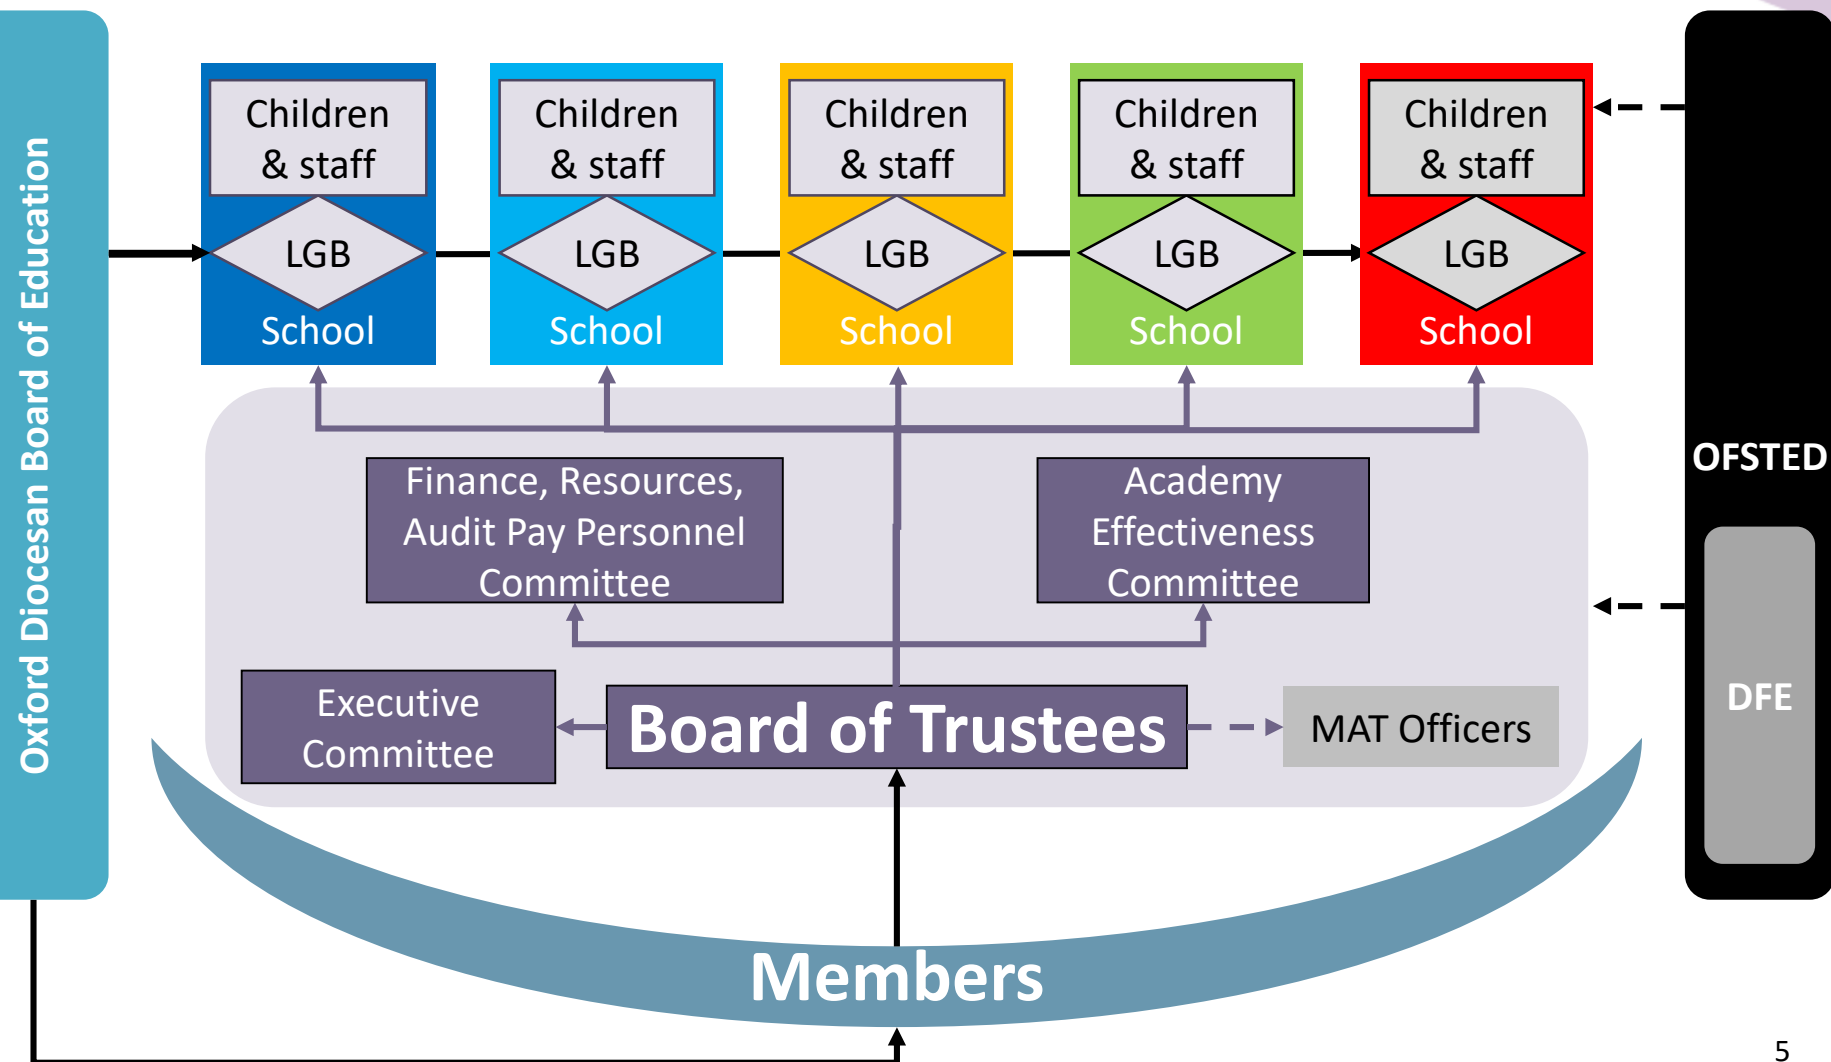 Oxford Diocesan Board of Education
Children
& staff
LGB
School
Children
& staff
LGB
School
Children
& staff
LGB
School
Children
& staff
LGB
School
Children
& staff
LGB
School
Finance, Resources,
Audit Pay Personnel
Committee
Academy
Effectiveness
Committee
Executive
Committee
Board of Trustees
MAT Officers
Members
OFSTED
DFE
5